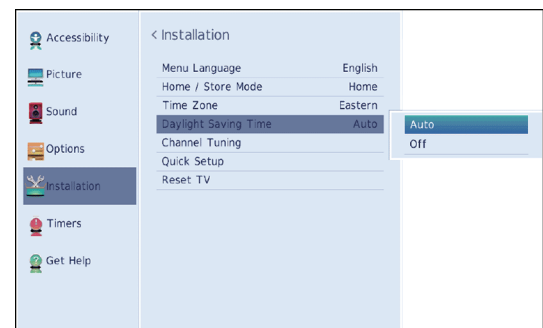 Accessibility
Picture
Sound
Options
Installation
Timers
Get Help
< Installation
Menu Language English
Home / Store Mode Home
Time Zone Eastern
Daylight Saving Time Auto
Channel Tuning
Quick Setup
Reset TV
Auto
Off